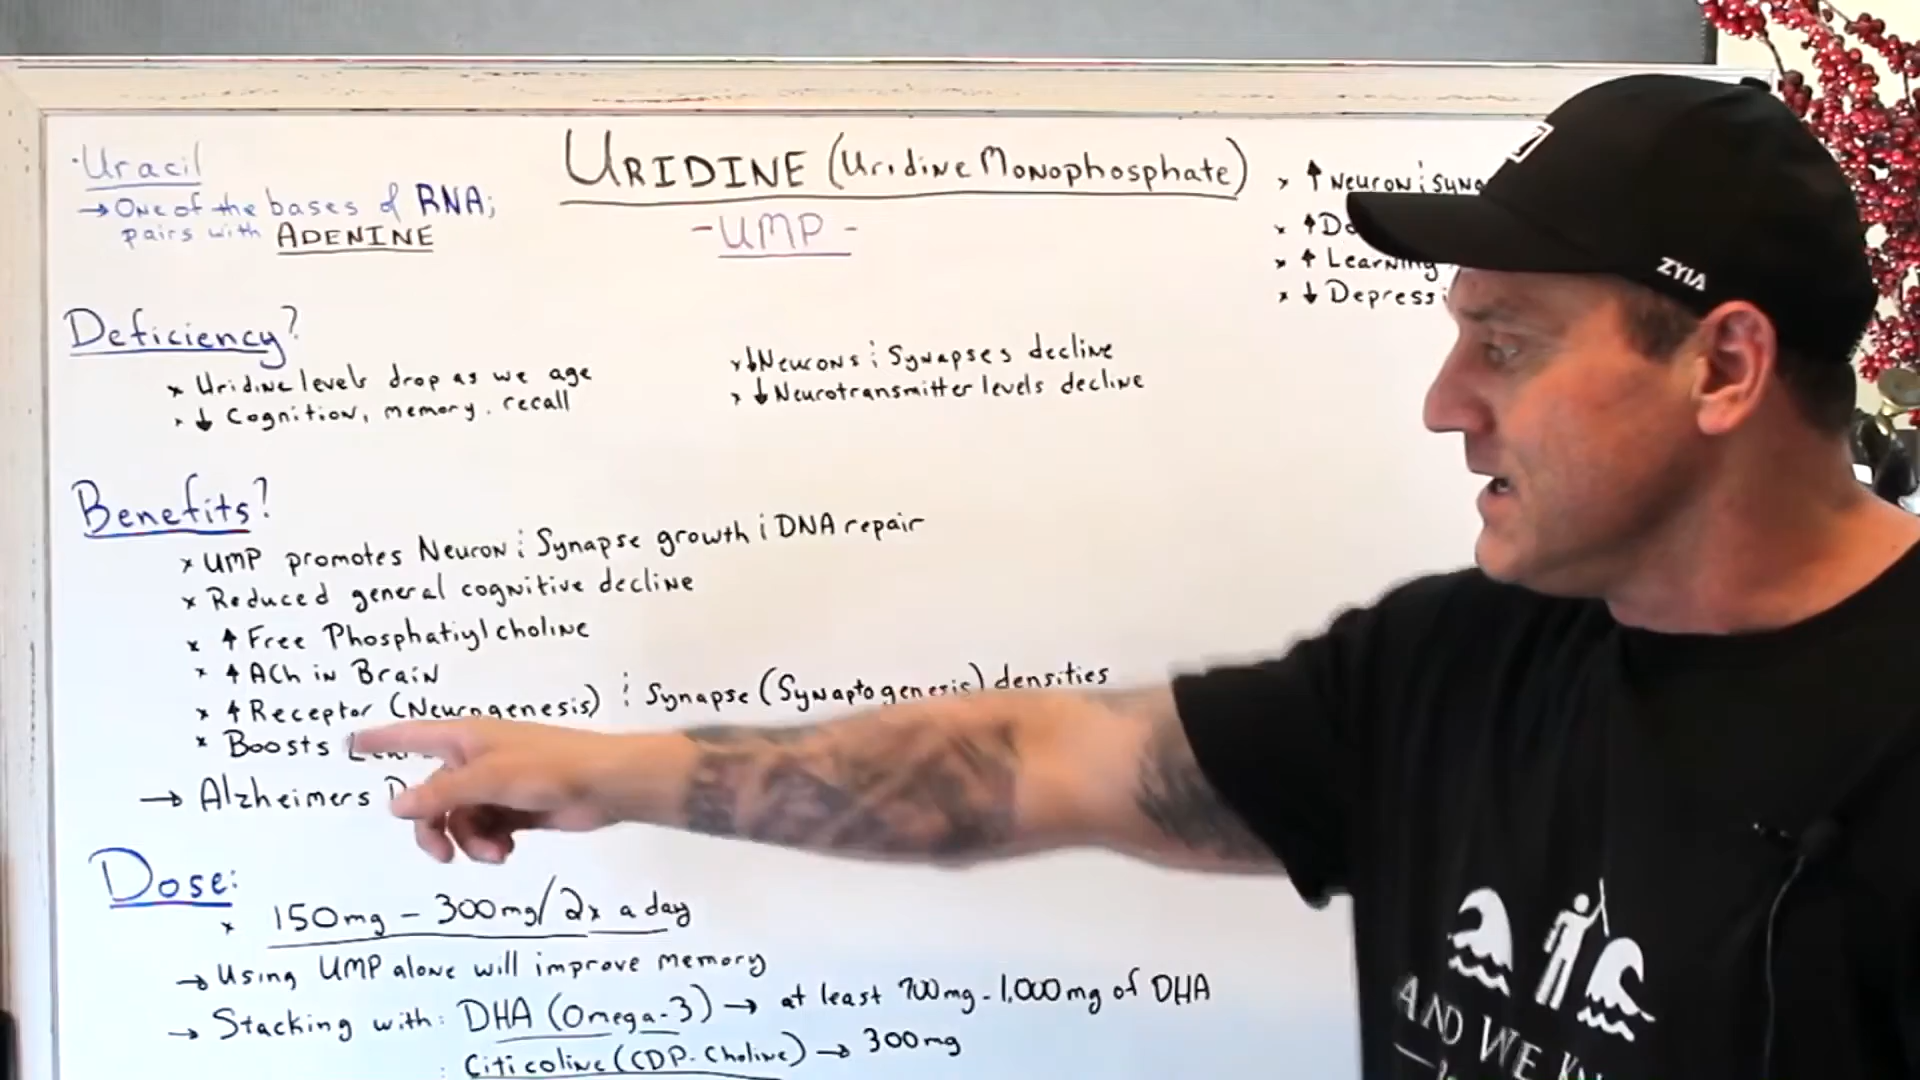 ·Uracil
→ One of the bases of RNA;
pairs with ADENINE
URIDINE (Uridine Monophosphate)
-UMP-
× ↑ Neuron ⁝
× ↑
× ↑ Learning
× ↓
Deficiency?
× Uridine levels drop as we age
× ↓ Cognition, memory, recall
× ↓ Neurons ⁝ Synapses decline
× ↓ Neurotransmitter levels decline
Benefits?
× UMP promotes Neuron ⁝ Synapse growth ⁝ DNA repair
× Reduced general cognitive decline
× ↑ Free Phosphatiylcholine
× ↑ ACh in Brain
× ↑ Receptor (Neurogenesis) ⁝ Synapse (Synaptogenesis) densities
× Boosts
→ Alzheimers
Dose:
× 150mg - 300mg/2x a day
→ Using UMP alone will improve memory
→ Stacking with: DHA (Omega-3) → at least 700mg-1,000mg of DHA
: Citicoline (CDP-Choline) → 300mg
ZYIA
AND WE